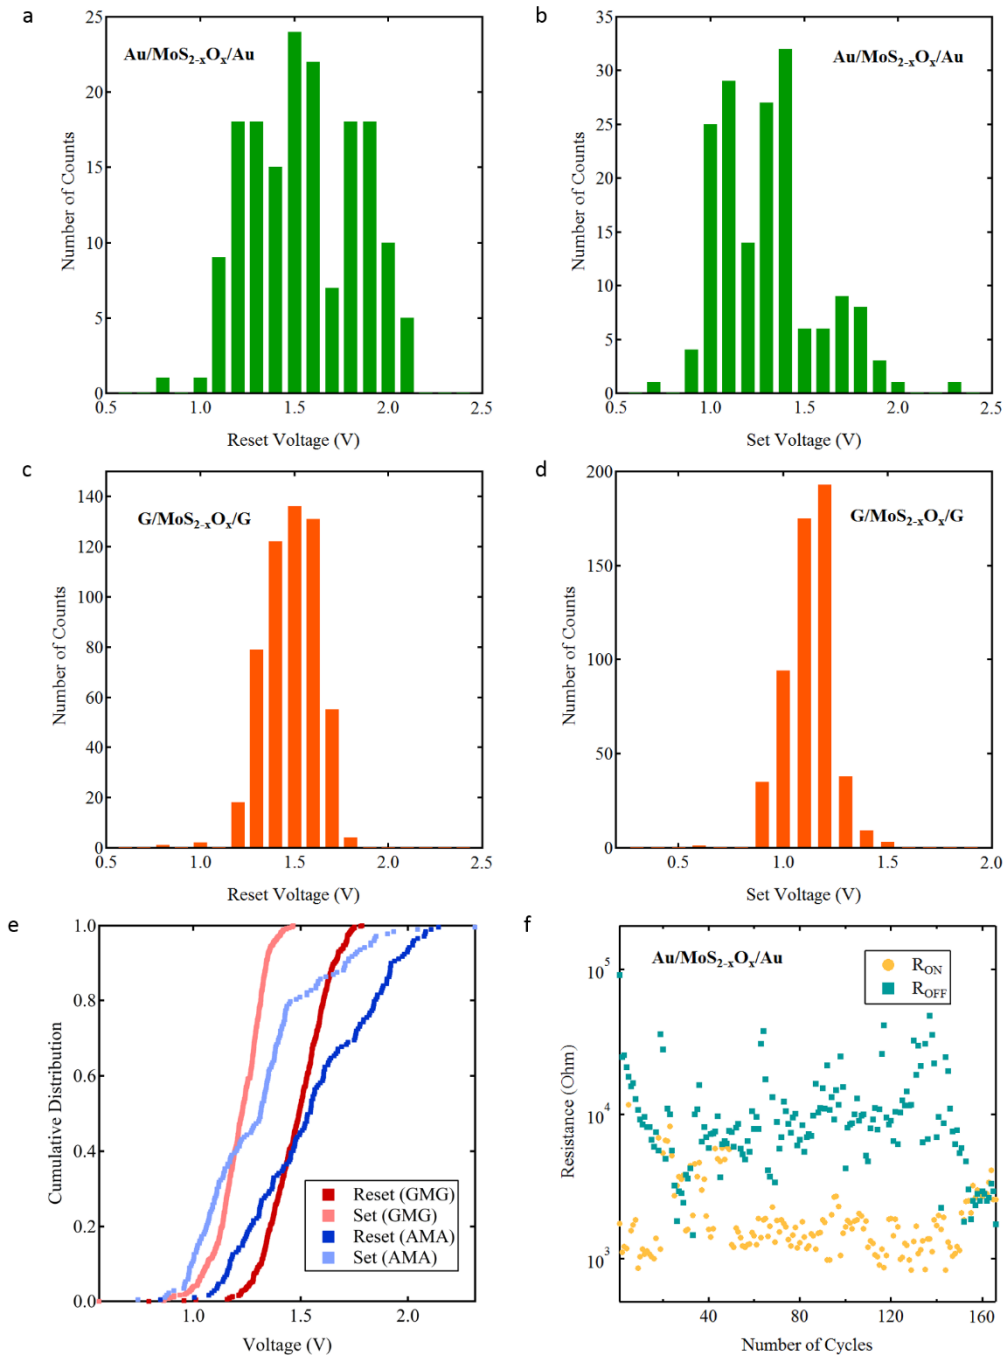 a
Au/MoS2-xOx/Au
25
20
15
10
5
0
0.5 1.0 1.5 2.0 2.5
Number of Counts
Reset Voltage (V)
b
Au/MoS2-xOx/Au
35
30
25
20
15
10
5
0
0.5 1.0 1.5 2.0 2.5
Number of Counts
Set Voltage (V)
c
G/MoS2-xOx/G
140
120
100
80
60
40
20
0
0.5 1.0 1.5 2.0 2.5
Number of Counts
Reset Voltage (V)
d
G/MoS2-xOx/G
200
150
100
50
0
0.5 1.0 1.5 2.0
Number of Counts
Set Voltage (V)
e
1.0
0.8
0.6
0.4
0.2
0.0
1.0 1.5 2.0
Cumulative Distribution
Voltage (V)
Reset (GMG)
Set (GMG)
Reset (AMA)
Set (AMA)
f
Au/MoS2-xOx/Au
RON
ROFF
10^5
10^4
10^3
40 80 120 160
Resistance (Ohm)
Number of Cycles